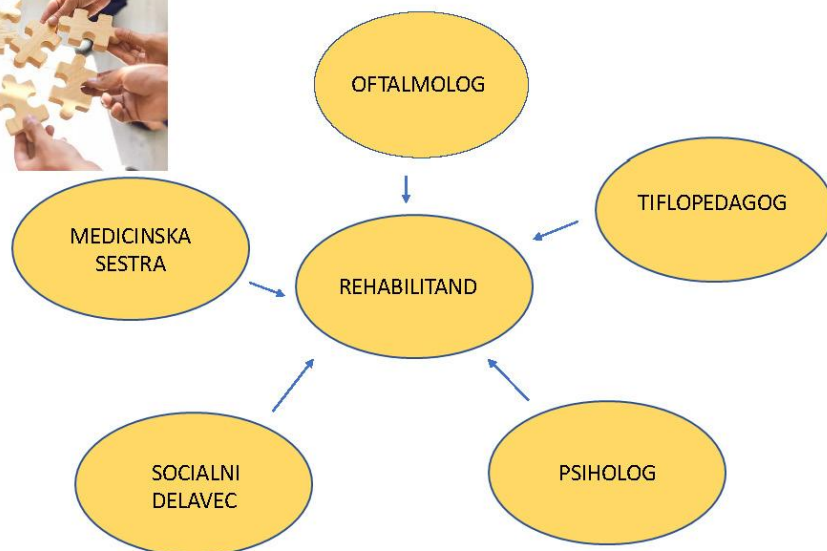 OFTALMOLOG
TIFLOPEDAGOG
MEDICINSKA
SESTRA
REHABILITAND
SOCIALNI
DELAVEC
PSIHOLOG